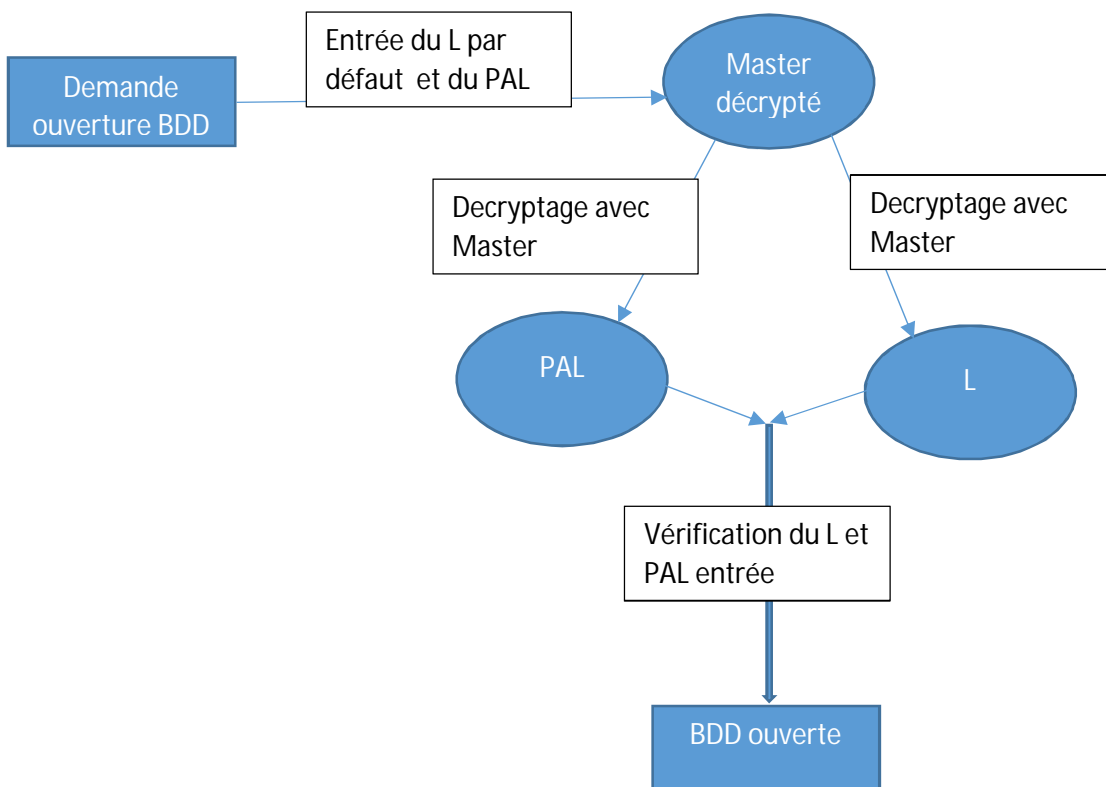 Entrée du L par
défaut et du PAL
Demande
ouverture BDD
Master
décrypté
Decryptage avec
Master
Decryptage avec
Master
PAL
L
Vérification du L et
PAL entrée
BDD ouverte